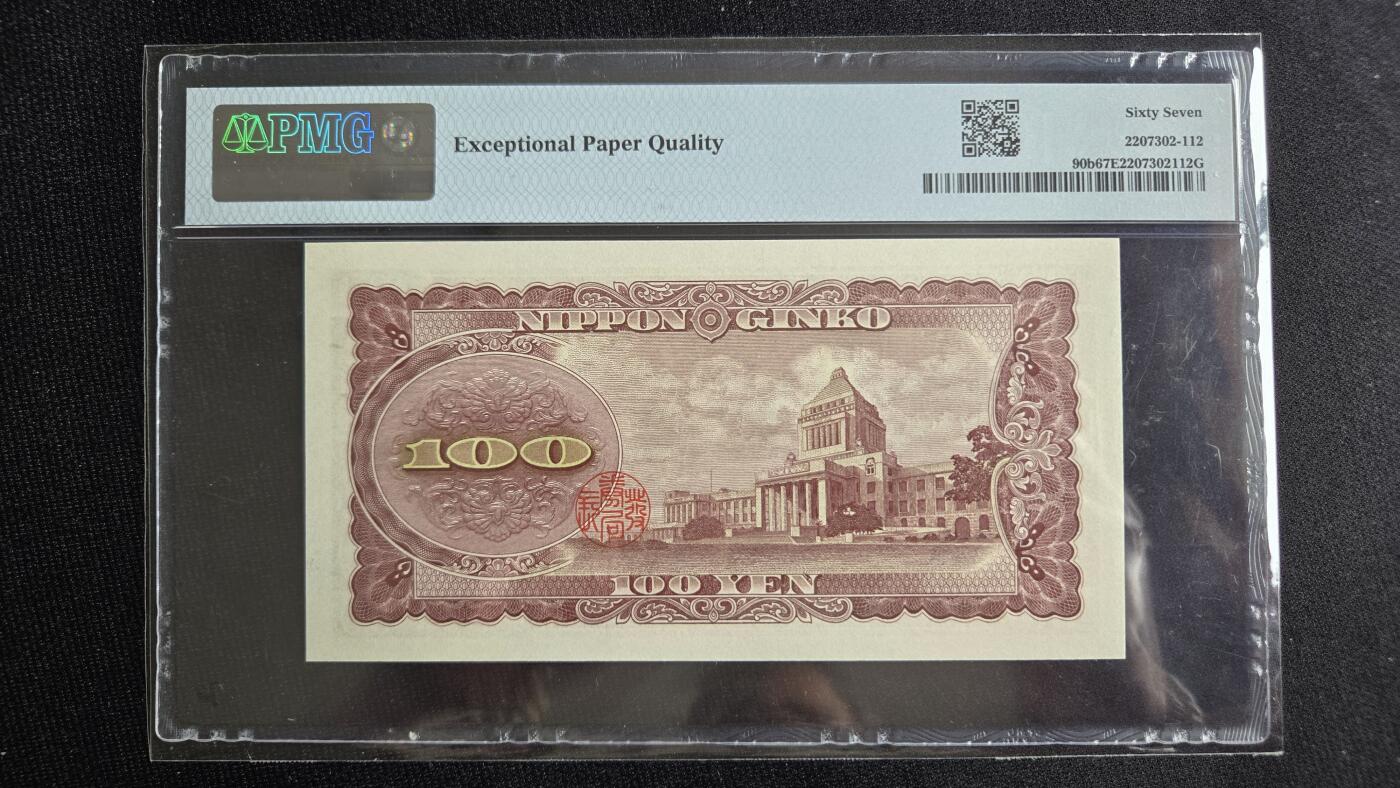 PMG
Exceptional Paper Quality
Sixty Seven
2207302-112
90b67E2207302112G
NIPPON GINKO
100
100 YEN